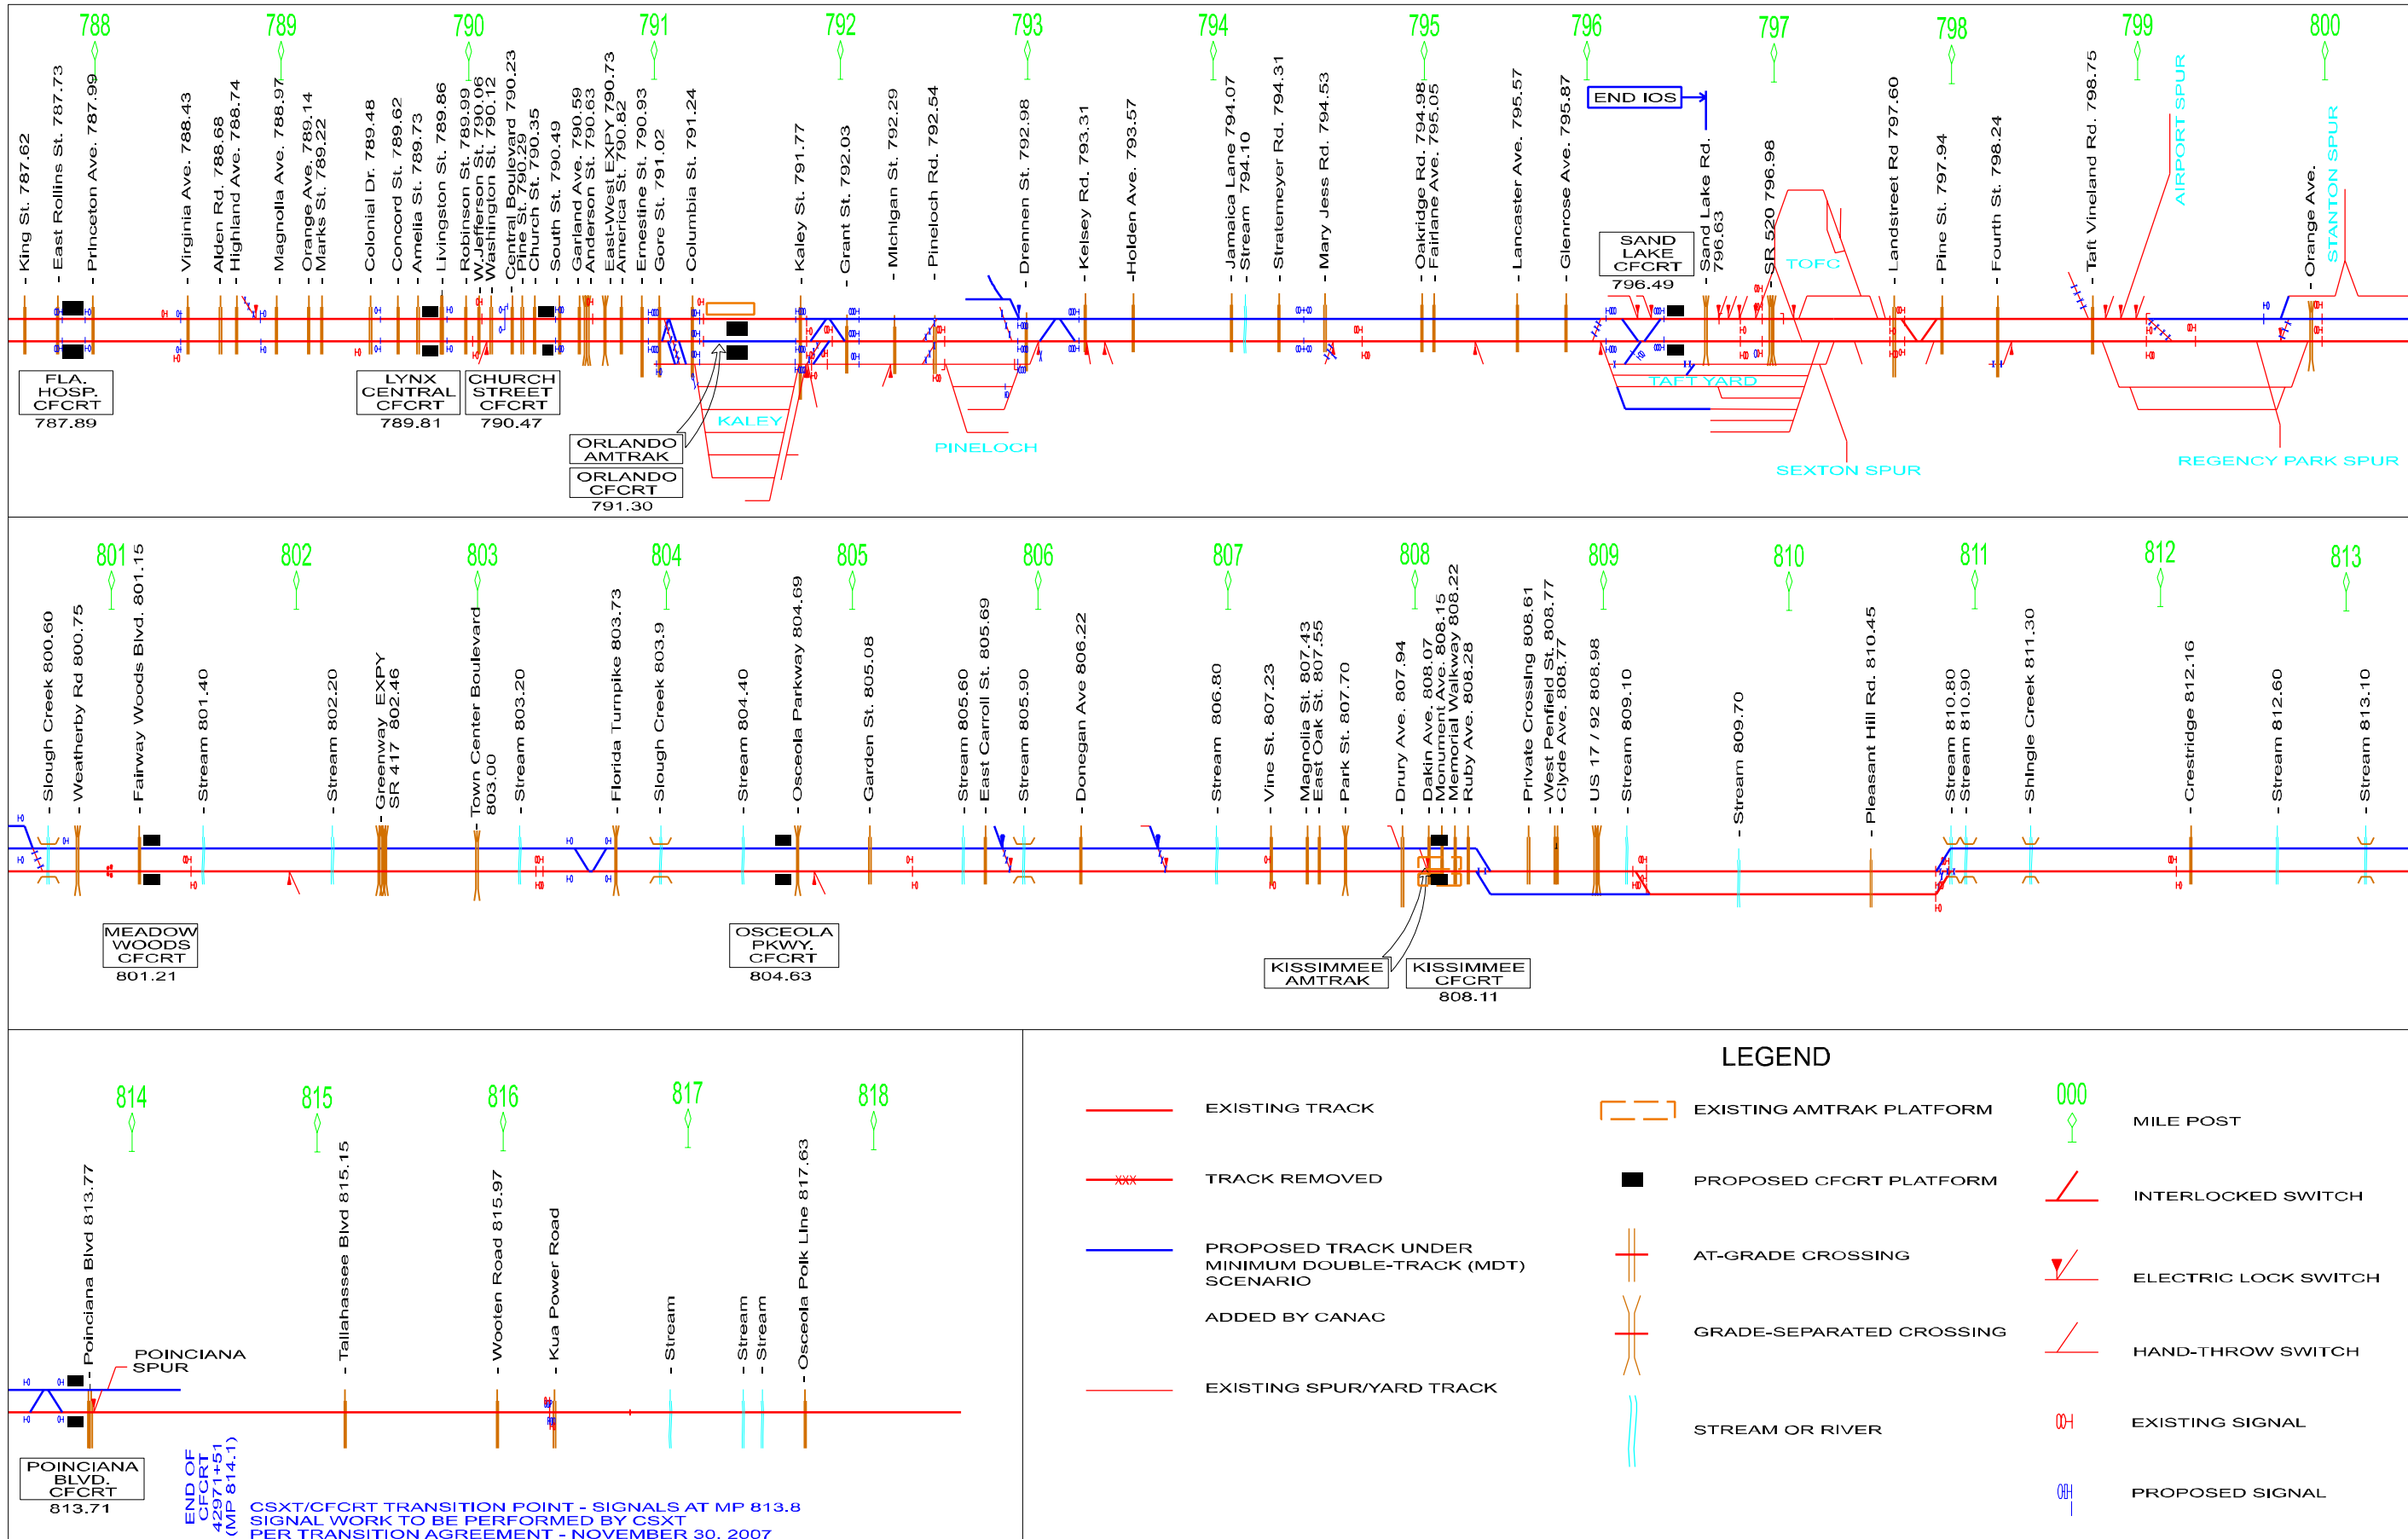 788
789
790
791
792
793
794
795
796
797
798
799
800
King St. 787.62
East Rollins St. 787.73
Princeton Ave. 787.99
Virginia Ave. 788.43
Alden Rd. 788.68
Highland Ave. 788.74
Magnolia Ave. 788.97
Orange Ave. 789.14
Marks St. 789.22
Colonial Dr. 789.48
Concord St. 789.62
Amelia St. 789.73
Livingston St. 789.86
Robinson St. 789.99
W.Jefferson St. 790.06
Washington St. 790.12
Central Boulevard 790.23
Pine St. 790.29
Church St. 790.35
South St. 790.49
Garland Ave. 790.59
Anderson St. 790.63
East-West EXPY 790.73
America St. 790.82
Ernestine St. 790.93
Gore St. 791.02
Columbia St. 791.24
Kaley St. 791.77
Grant St. 792.03
Michigan St. 792.29
Pineloch Rd. 792.54
Drennen St. 792.98
Kelsey Rd. 793.31
Holden Ave. 793.57
Jamaica Lane 794.07
Stream 794.10
Stratemeyer Rd. 794.31
Mary Jess Rd. 794.53
Oakridge Rd. 794.98
Fairlane Ave. 795.05
Lancaster Ave. 795.57
Glenrose Ave. 795.87
END IOS
Sand Lake Rd.
796.63
SR 520 796.98
Landstreet Rd 797.60
Pine St. 797.94
Fourth St. 798.24
Taft Vineland Rd. 798.75
AIRPORT SPUR
Orange Ave.
STANTON SPUR
SAND
LAKE
CFCRT
796.49
TOFC
FLA.
HOSP.
CFCRT
787.89
LYNX
CENTRAL
CFCRT
789.81
CHURCH
STREET
CFCRT
790.47
ORLANDO
AMTRAK
ORLANDO
CFCRT
791.30
KALEY
PINELOCH
TAFT YARD
SEXTON SPUR
REGENCY PARK SPUR
801
802
803
804
805
806
807
808
809
810
811
812
813
Slough Creek 800.60
Weatherby Rd 800.75
Fairway Woods Blvd. 801.15
Stream 801.40
Stream 802.20
Greenway EXPY
SR 417 802.46
Town Center Boulevard
803.00
Stream 803.20
Florida Turnpike 803.73
Slough Creek 803.9
Stream 804.40
Osceola Parkway 804.69
Garden St. 805.08
Stream 805.60
East Carroll St. 805.69
Stream 805.90
Donegan Ave 806.22
Stream 806.80
Vine St. 807.23
Magnolia St. 807.43
East Oak St. 807.55
Park St. 807.70
Drury Ave. 807.94
Dakin Ave. 808.07
Monument Ave. 808.15
Memorial Walkway 808.22
Ruby Ave. 808.28
Private Crossing 808.61
West Penfield St. 808.77
Clyde Ave. 808.77
US 17 / 92 808.98
Stream 809.10
Stream 809.70
Pleasant Hill Rd. 810.45
Stream 810.80
Stream 810.90
Shingle Creek 811.30
Crestridge 812.16
Stream 812.60
Stream 813.10
MEADOW
WOODS
CFCRT
801.21
OSCEOLA
PKWY.
CFCRT
804.63
KISSIMMEE
AMTRAK
KISSIMMEE
CFCRT
808.11
814
815
816
817
818
Poinciana Blvd 813.77
POINCIANA
SPUR
Tallahassee Blvd 815.15
Wooten Road 815.97
Kua Power Road
Stream
Stream
Stream
Osceola Polk Line 817.63
POINCIANA
BLVD.
CFCRT
813.71
END OF
CFCRT
42971+51
(MP 814.1)
CSXT/CFCRT TRANSITION POINT - SIGNALS AT MP 813.8
SIGNAL WORK TO BE PERFORMED BY CSXT
PER TRANSITION AGREEMENT - NOVEMBER 30, 2007
LEGEND
EXISTING TRACK
XXX
TRACK REMOVED
PROPOSED TRACK UNDER
MINIMUM DOUBLE-TRACK (MDT)
SCENARIO
ADDED BY CANAC
EXISTING SPUR/YARD TRACK
EXISTING AMTRAK PLATFORM
PROPOSED CFCRT PLATFORM
AT-GRADE CROSSING
GRADE-SEPARATED CROSSING
STREAM OR RIVER
000
MILE POST
INTERLOCKED SWITCH
ELECTRIC LOCK SWITCH
HAND-THROW SWITCH
EXISTING SIGNAL
PROPOSED SIGNAL